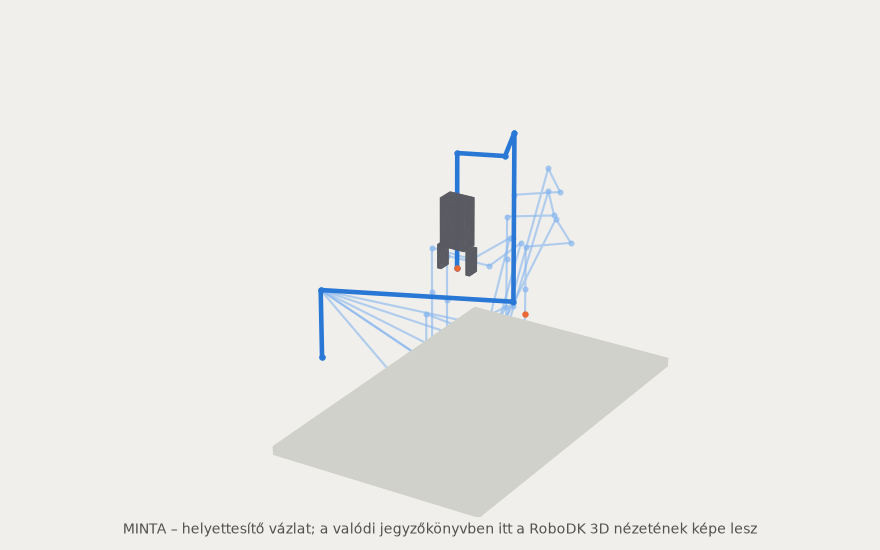 MINTA – helyettesítő vázlat; a valódi jegyzőkönyvben itt a RoboDK 3D nézetének képe lesz